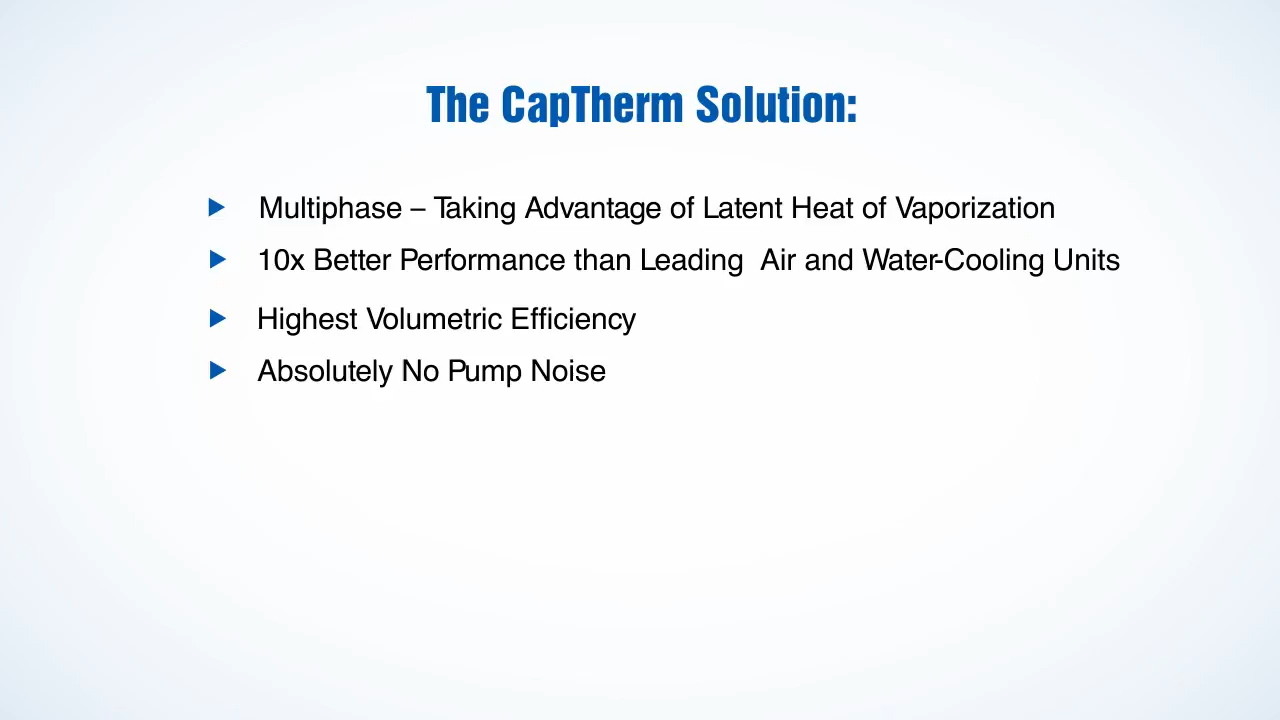 The CapTherm Solution:
Multiphase – Taking Advantage of Latent Heat of Vaporization
10x Better Performance than Leading  Air and Water-Cooling Units
Highest Volumetric Efficiency
Absolutely No Pump Noise